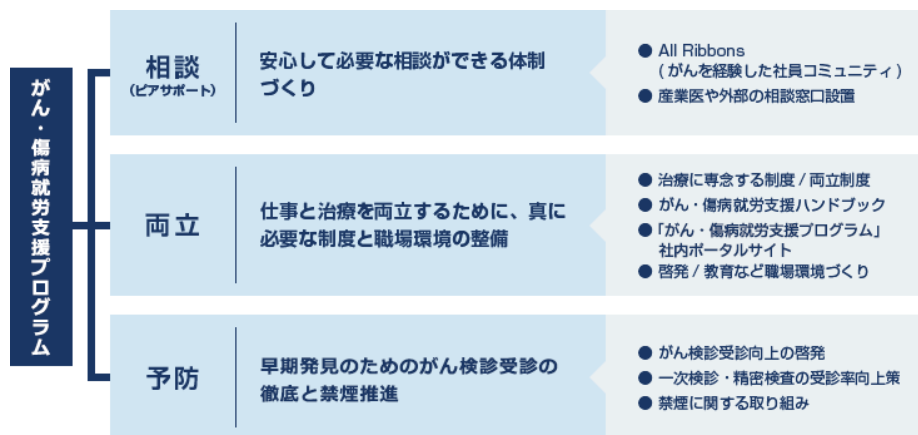 がん・傷病就労支援プログラム
相談
(ピアサポート)
安心して必要な相談ができる体制
づくり
● All Ribbons
(がんを経験した社員コミュニティ)
● 産業医や外部の相談窓口設置
両立
仕事と治療を両立するために、真に
必要な制度と職場環境の整備
● 治療に専念する制度/両立制度
● がん・傷病就労支援ハンドブック
●「がん・傷病就労支援プログラム」
社内ポータルサイト
● 啓発/教育など職場環境づくり
予防
早期発見のためのがん検診受診の
徹底と禁煙推進
● がん検診受診向上の啓発
● 一次検診・精密検査の受診率向上策
● 禁煙に関する取り組み